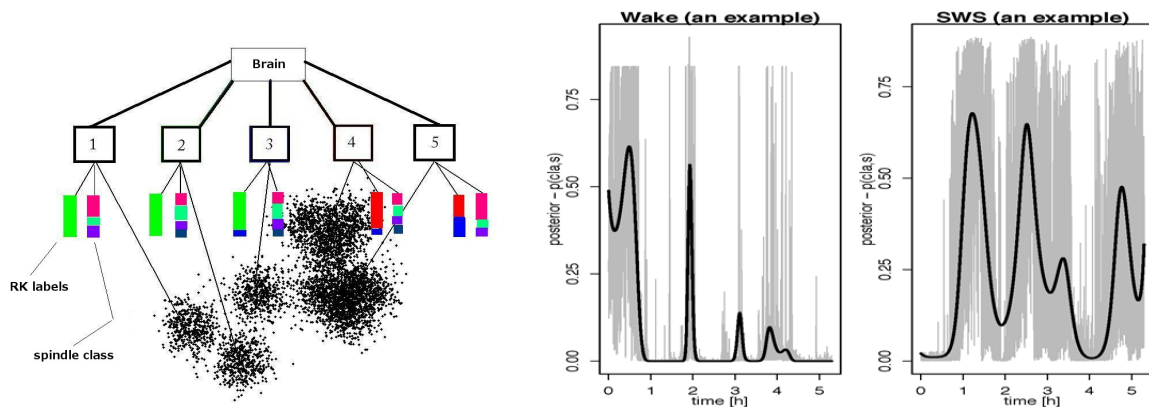 Brain
1
2
3
4
5
RK labels
spindle class
Wake (an example)
posterior - p(cla,s)
0.75
0.50
0.25
0.00
0
1
2
3
4
5
time [h]
SWS (an example)
posterior - p(cla,s)
0.75
0.50
0.25
0.00
0
1
2
3
4
5
time [h]